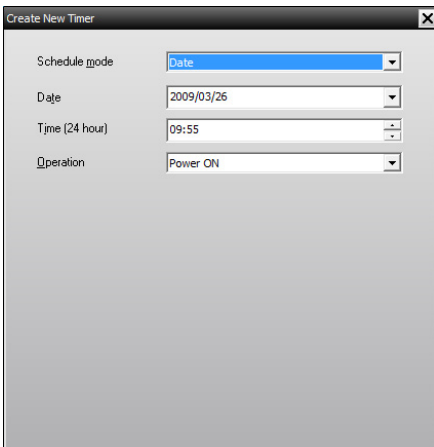 Create New Timer
Schedule mode Date
Date 2009/03/26
Time (24 hour) 09:55
Operation Power ON